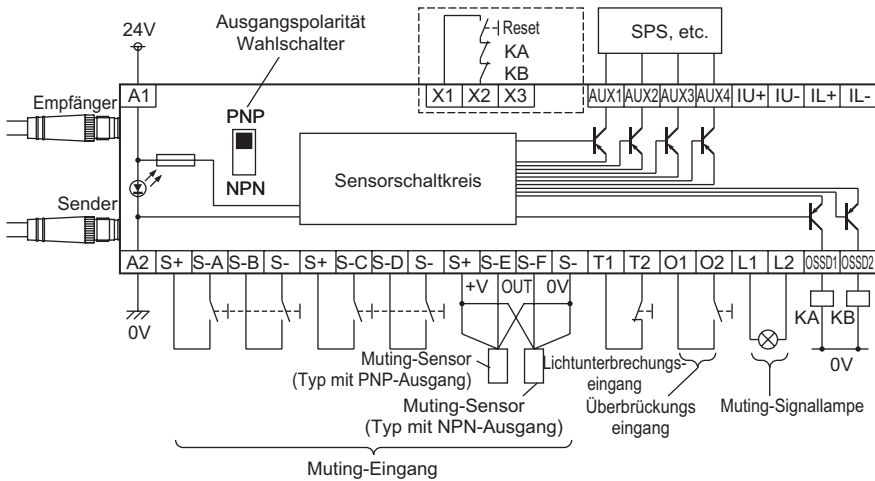 Ausgangspolarität
Wahlschalter
24V
Reset
KA
KB
SPS, etc.
A1
X1 X2 X3
AUX1 AUX2 AUX3 AUX4 IU+ IU- IL+ IL-
Empfänger
PNP
NPN
Sensorschaltkreis
Sender
A2 S+ S-A S-B S- S+ S-C S-D S- S+ S-E S-F S- T1 T2 O1 O2 L1 L2 OSSD1 OSSD2
0V
+V OUT 0V
KA KB
0V
Muting-Sensor
(Typ mit PNP-Ausgang)
Muting-Sensor
(Typ mit NPN-Ausgang)
Lichtunterbrechungs-
eingang
Überbrückungs
eingang
Muting-Signallampe
Muting-Eingang